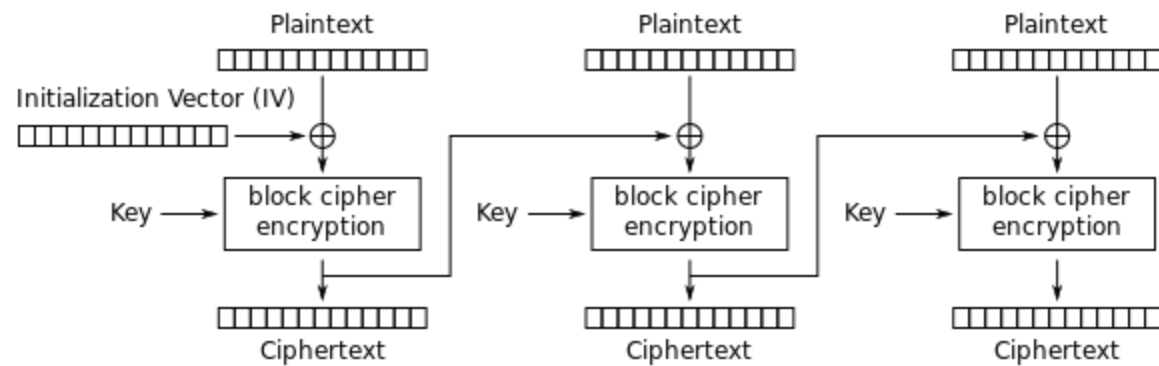 Plaintext
Plaintext
Plaintext
Initialization Vector (IV)
Key
block cipher
encryption
Key
block cipher
encryption
Key
block cipher
encryption
Ciphertext
Ciphertext
Ciphertext